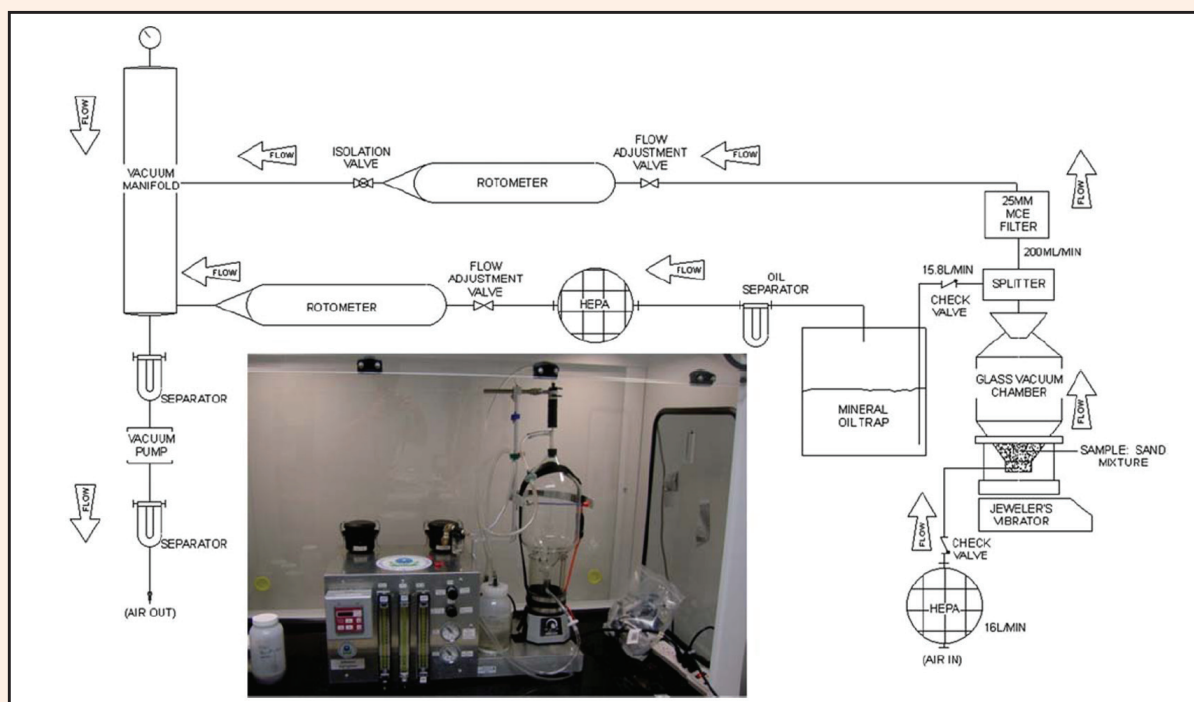 FLOW
VACUUM
MANIFOLD
FLOW
ISOLATION
VALVE
ROTOMETER
FLOW
ADJUSTMENT
VALVE
FLOW
FLOW
25MM
MCE
FILTER
200ML/MIN
15.8L/MIN
SPLITTER
CHECK
VALVE
FLOW
ROTOMETER
FLOW
ADJUSTMENT
VALVE
HEPA
FLOW
OIL
SEPARATOR
MINERAL
OIL TRAP
GLASS VACUUM
CHAMBER
FLOW
SAMPLE: SAND
MIXTURE
JEWELER'S
VIBRATOR
FLOW
CHECK
VALVE
HEPA
16L/MIN
(AIR IN)
SEPARATOR
VACUUM
PUMP
FLOW
SEPARATOR
(AIR OUT)